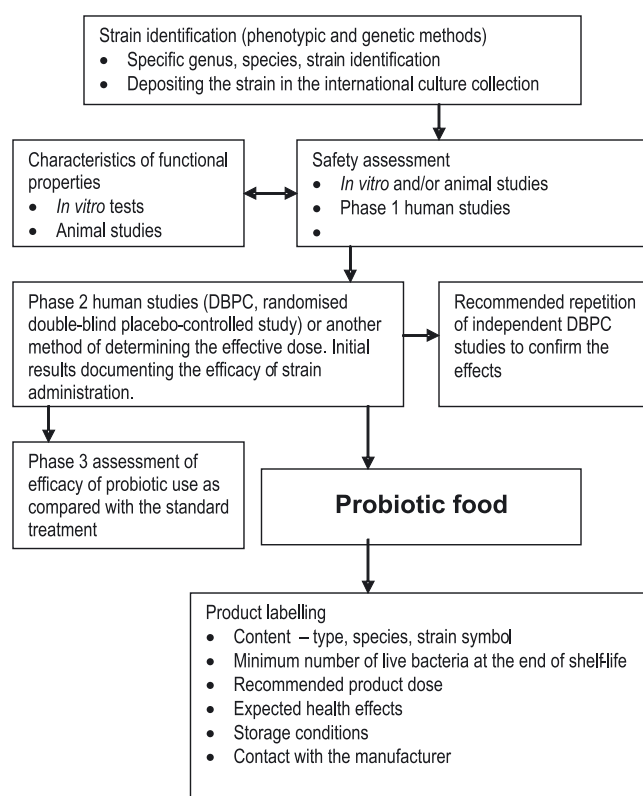 Strain identification (phenotypic and genetic methods)
• Specific genus, species, strain identification
• Depositing the strain in the international culture collection
Characteristics of functional
properties
• In vitro tests
• Animal studies
Safety assessment
• In vitro and/or animal studies
• Phase 1 human studies
•
Phase 2 human studies (DBPC, randomised
double-blind placebo-controlled study) or another
method of determining the effective dose. Initial
results documenting the efficacy of strain
administration.
Recommended repetition
of independent DBPC
studies to confirm the
effects
Phase 3 assessment of
efficacy of probiotic use as
compared with the standard
treatment
Probiotic food
Product labelling
• Content – type, species, strain symbol
• Minimum number of live bacteria at the end of shelf-life
• Recommended product dose
• Expected health effects
• Storage conditions
• Contact with the manufacturer